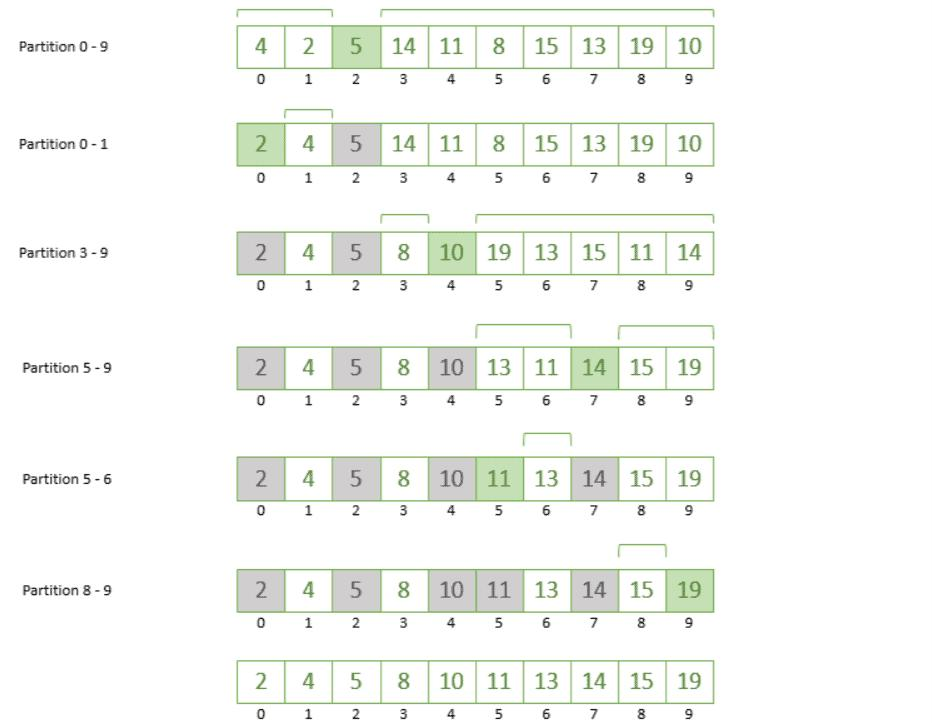 Partition 0 - 9 4 2 5 14 11 8 15 13 19 10
0 1 2 3 4 5 6 7 8 9
Partition 0 - 1 2 4 5 14 11 8 15 13 19 10
0 1 2 3 4 5 6 7 8 9
Partition 3 - 9 2 4 5 8 10 19 13 15 11 14
0 1 2 3 4 5 6 7 8 9
Partition 5 - 9 2 4 5 8 10 13 11 14 15 19
0 1 2 3 4 5 6 7 8 9
Partition 5 - 6 2 4 5 8 10 11 13 14 15 19
0 1 2 3 4 5 6 7 8 9
Partition 8 - 9 2 4 5 8 10 11 13 14 15 19
0 1 2 3 4 5 6 7 8 9
2 4 5 8 10 11 13 14 15 19
0 1 2 3 4 5 6 7 8 9